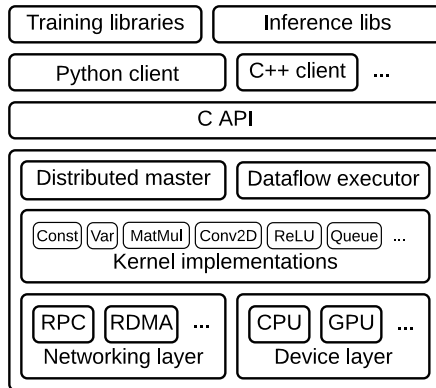 Training libraries Inference libs
Python client C++ client ...
C API
Distributed master Dataflow executor
Const Var MatMul Conv2D ReLU Queue ...
Kernel implementations
RPC RDMA ... CPU GPU ...
Networking layer Device layer